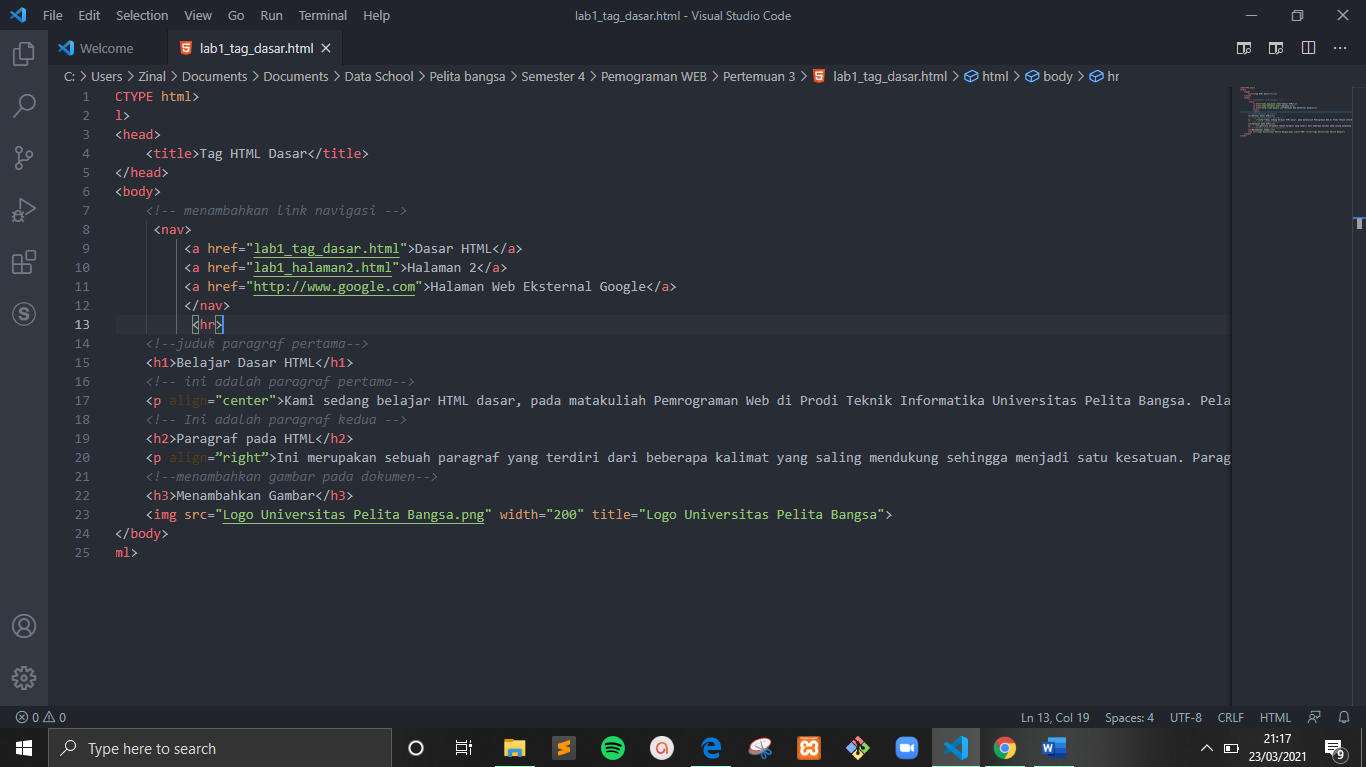 File Edit Selection View Go Run Terminal Help lab1_tag_dasar.html - Visual Studio Code
Welcome lab1_tag_dasar.html
C: > Users > Zinal > Documents > Documents > Data School > Pelita bangsa > Semester 4 > Pemograman WEB > Pertemuan 3 > lab1_tag_dasar.html > html > body > hr
1 CTYPE html>
2 l>
3 <head>
4 <title>Tag HTML Dasar</title>
5 </head>
6 <body>
7 <!-- menambahkan link navigasi -->
8 <nav>
9 <a href="lab1_tag_dasar.html">Dasar HTML</a>
10 <a href="lab1_halaman2.html">Halaman 2</a>
11 <a href="http://www.google.com">Halaman Web Eksternal Google</a>
12 </nav>
13 <hr>
14 <!--juduk paragraf pertama-->
15 <h1>Belajar Dasar HTML</h1>
16 <!-- ini adalah paragraf pertama-->
17 <p align="center">Kami sedang belajar HTML dasar, pada matakuliah Pemrograman Web di Prodi Teknik Informatika Universitas Pelita Bangsa. Pela
18 <!-- Ini adalah paragraf kedua -->
19 <h2>Paragraf pada HTML</h2>
20 <p align=”right”>Ini merupakan sebuah paragraf yang terdiri dari beberapa kalimat yang saling mendukung sehingga menjadi satu kesatuan. Parag
21 <!--menambahkan gambar pada dokumen-->
22 <h3>Menambahkan Gambar</h3>
23 <img src="Logo Universitas Pelita Bangsa.png" width="200" title="Logo Universitas Pelita Bangsa">
24 </body>
25 ml>
0 0 Ln 13, Col 19 Spaces: 4 UTF-8 CRLF HTML
Type here to search
21:17
23/03/2021
9